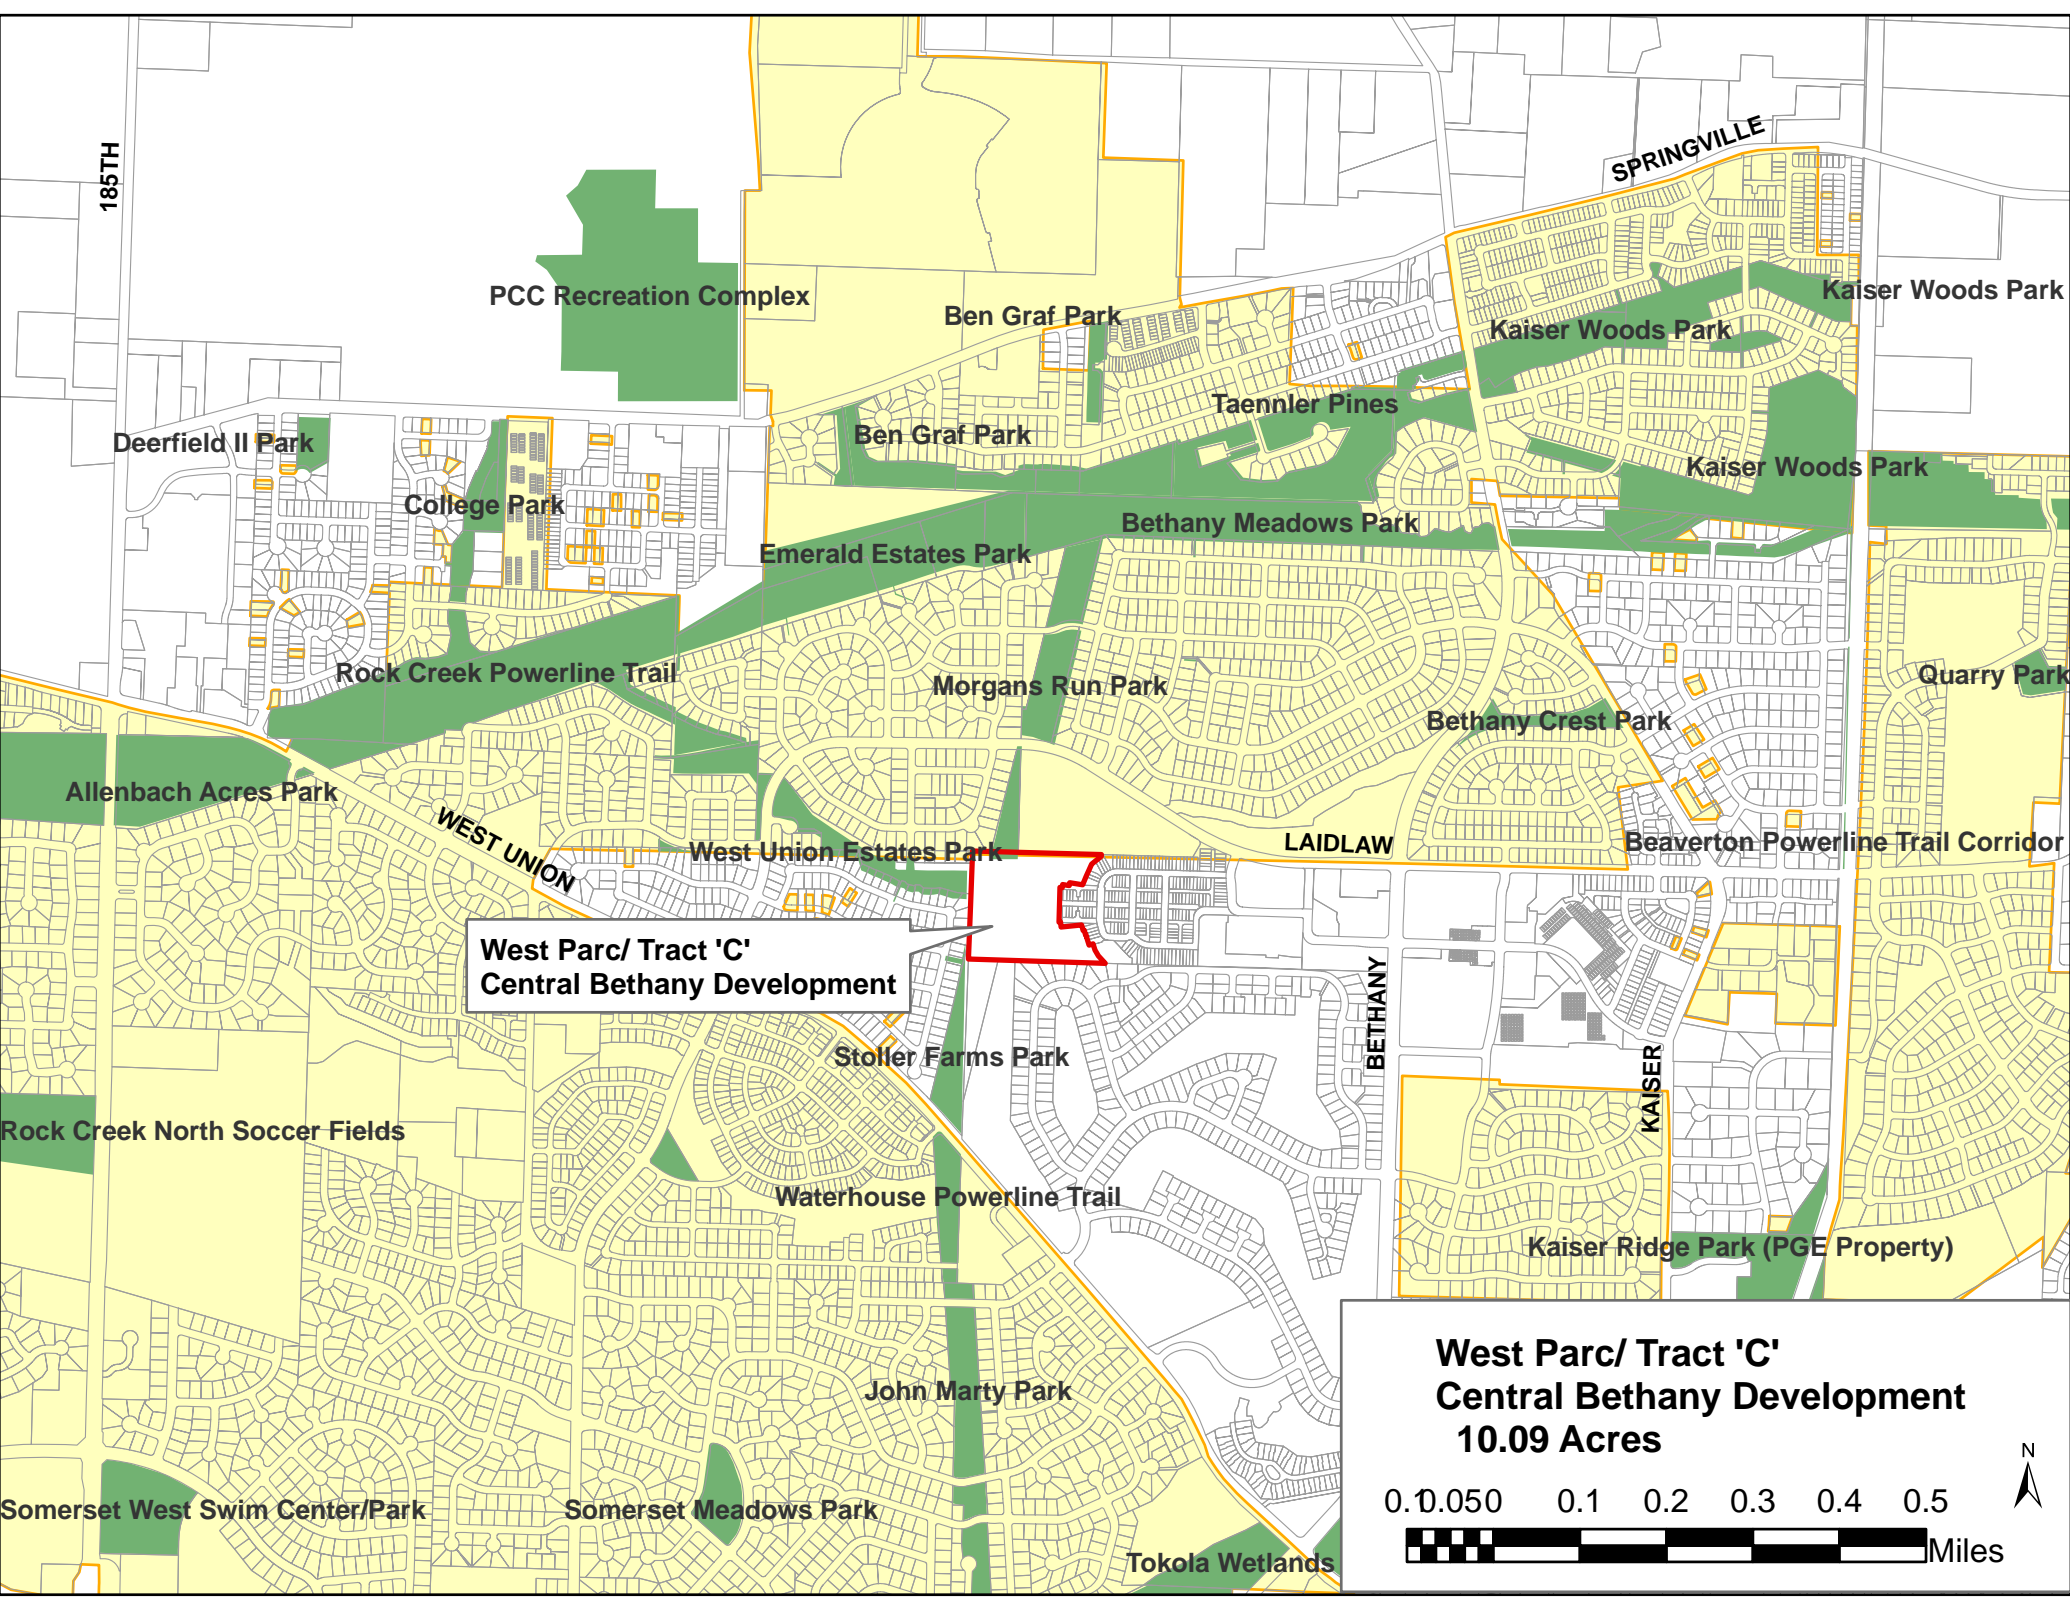 SPRINGVILLE
185TH
PCC Recreation Complex
Kaiser Woods Park
Ben Graf Park
Kaiser Woods Park
Taennler Pines
Deerfield II Park
Ben Graf Park
Kaiser Woods Park
College Park
Bethany Meadows Park
Emerald Estates Park
Rock Creek Powerline Trail
Morgans Run Park
Quarry Park
Bethany Crest Park
Allenbach Acres Park
WEST UNION
West Union Estates Park
LAIDLAW
Beaverton Powerline Trail Corridor
West Parc/ Tract 'C'
Central Bethany Development
BETHANY
Stoller Farms Park
KAISER
Rock Creek North Soccer Fields
Waterhouse Powerline Trail
Kaiser Ridge Park (PGE Property)
West Parc/ Tract 'C'
Central Bethany Development
10.09 Acres
John Marty Park
N
0.10.050 0.1 0.2 0.3 0.4 0.5
Miles
Somerset West Swim Center/Park
Somerset Meadows Park
Tokola Wetlands